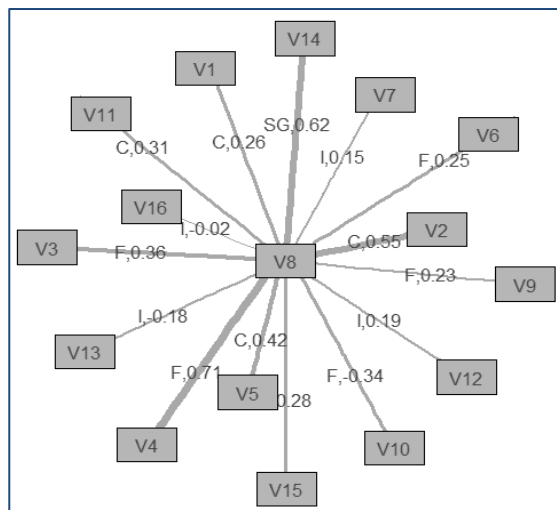 V14
V1
V7
V11
V6
SG,0.62
C,0.31
C,0.26
I,0.15
F,0.25
V16
V2
I,-0.02
C,0.55
V3
F,0.36
V8
F,0.23
V9
I,-0.18
C,0.42
I,0.19
V13
F,0.71
V5
F,-0.34
V12
0.28
V4
V10
V15